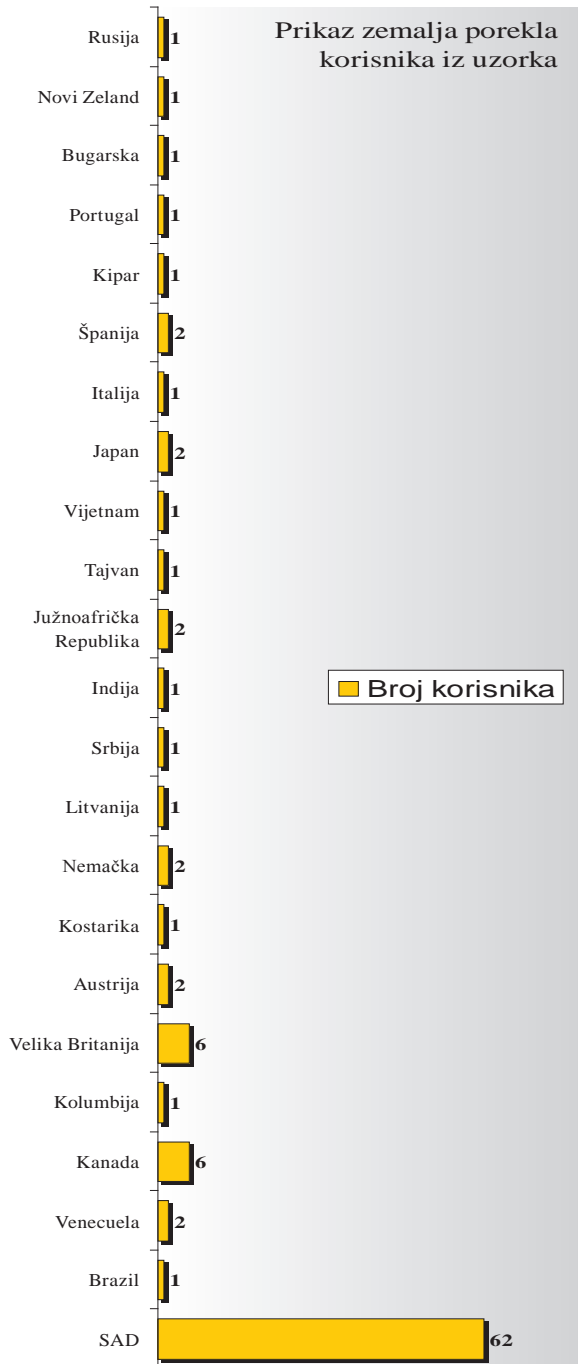 Prikaz zemalja porekla
korisnika iz uzorka
Rusija 1
Novi Zeland 1
Bugarska 1
Portugal 1
Kipar 1
Španija 2
Italija 1
Japan 2
Vijetnam 1
Tajvan 1
Južnoafrička
Republika 2
Indija 1
Broj korisnika
Srbija 1
Litvanija 1
Nemačka 2
Kostarika 1
Austrija 2
Velika Britanija 6
Kolumbija 1
Kanada 6
Venecuela 2
Brazil 1
SAD 62